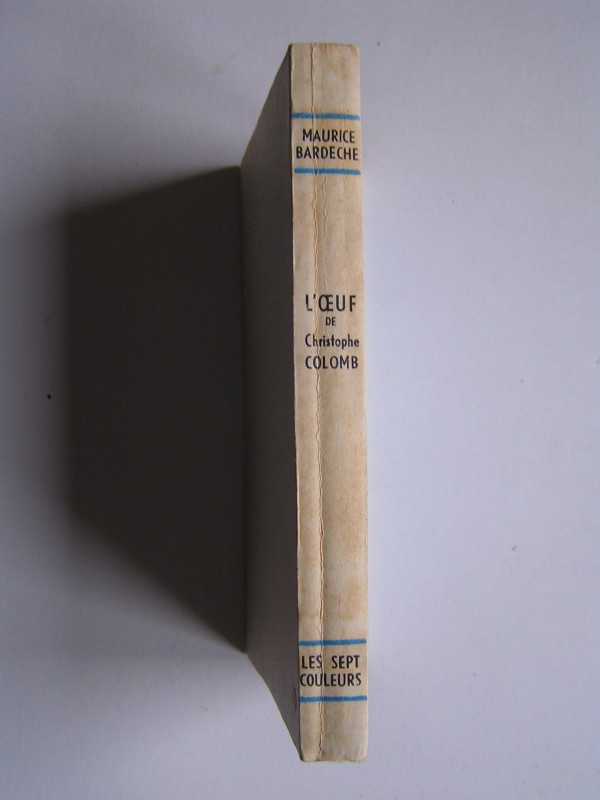 MAURICE
BARDECHE
L'ŒUF
DE
Christophe
COLOMB
LES SEPT
COULEURS